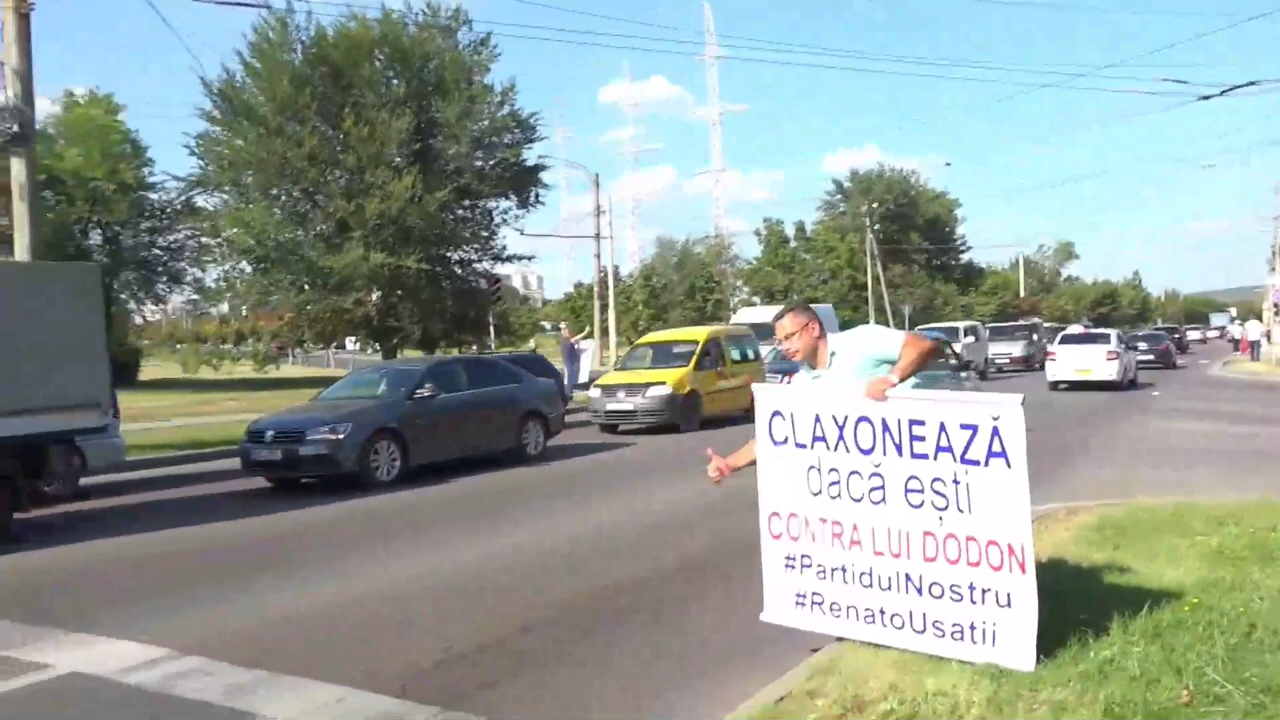 CLAXONEAZĂ
dacă ești
CONTRA LUI DODON
#PartidulNostru
#RenatoUsatii